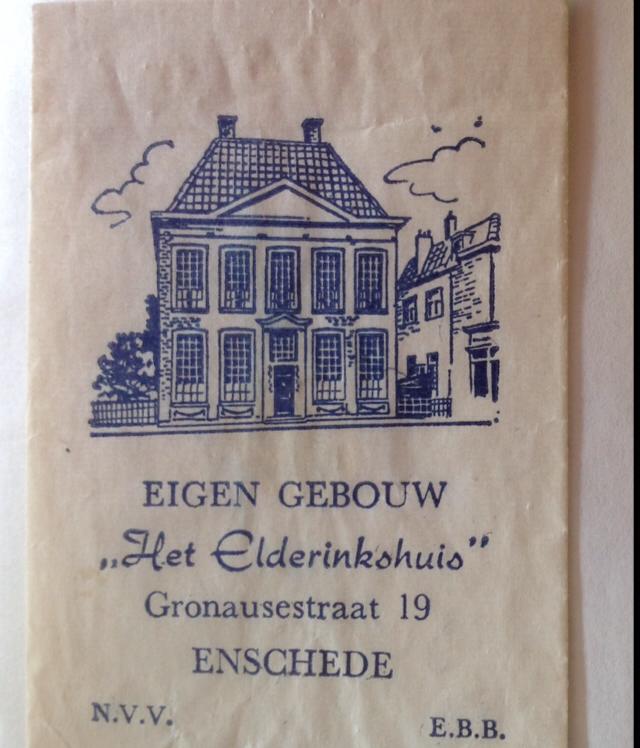 EIGEN GEBOUW
„Het Elderinkshuis”
Gronausestraat 19
ENSCHEDE
N.V.V. E.B.B.